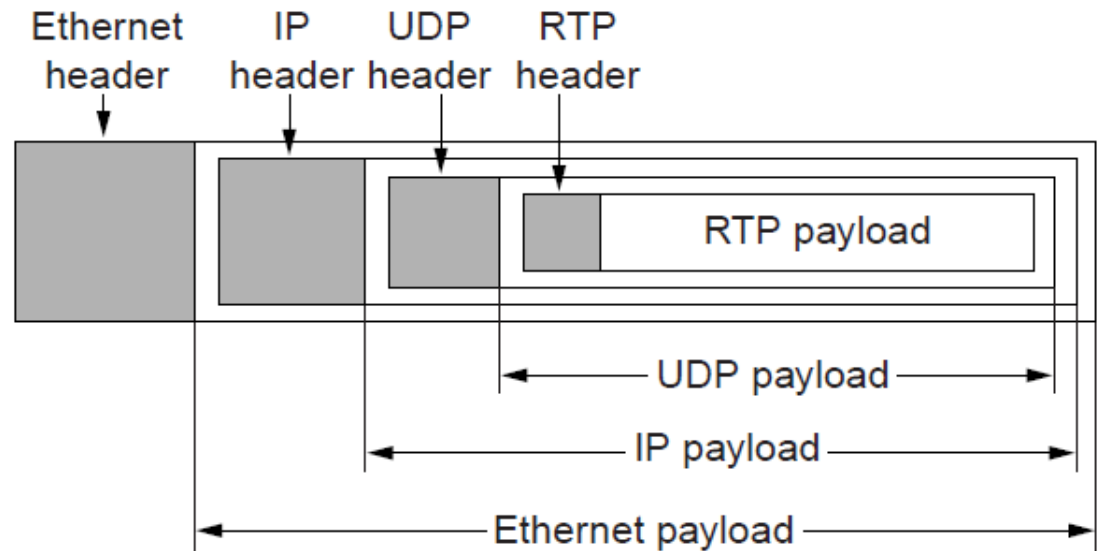 Ethernet IP UDP RTP
header header header header
RTP payload
UDP payload
IP payload
Ethernet payload